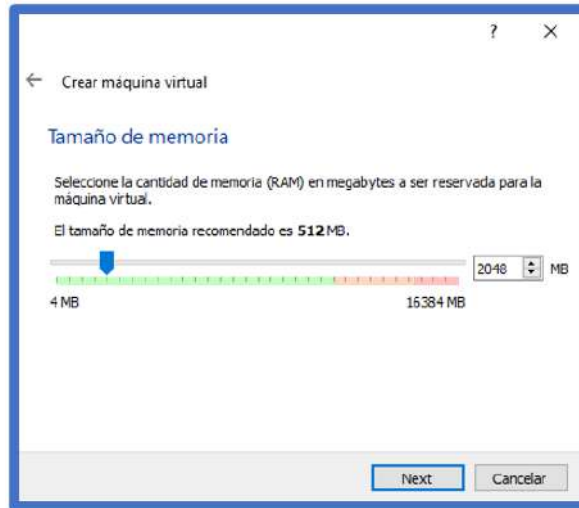 ?
Crear máquina virtual
Tamaño de memoria
Seleccione la cantidad de memoria (RAM) en megabytes a ser reservada para la
máquina virtual.
El tamaño de memoria recomendado es 512 MB.
2048 MB
4 MB 16384 MB
Next Cancelar